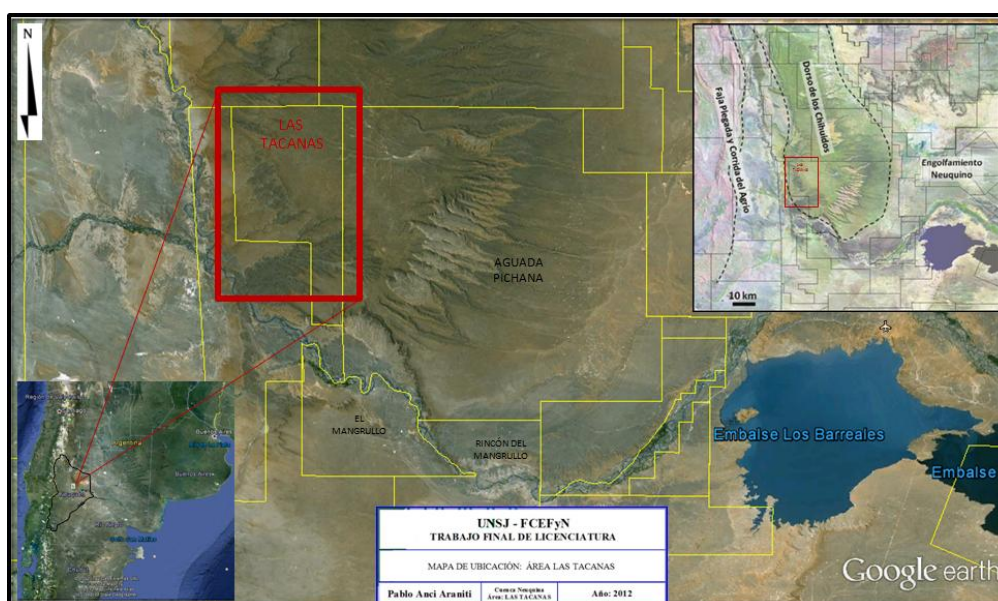 N
LAS
TACANAS
AGUADA
PICHANA
EL
MANGRULLO
RINCÓN DEL
MANGRULLO
Faja Plegada y Corrida del Agrio
Dorso de los Chihuidos
Engolfamiento
Neuquino
10 km
Embalse Los Barreales
Embalse
Argentina
UNSJ - FCEFyN
TRABAJO FINAL DE LICENCIATURA
MAPA DE UBICACIÓN: ÁREA LAS TACANAS
Pablo Anci Araniti
Cuenca Neuquina
Área: LAS TACANAS
Año: 2012
Google earth